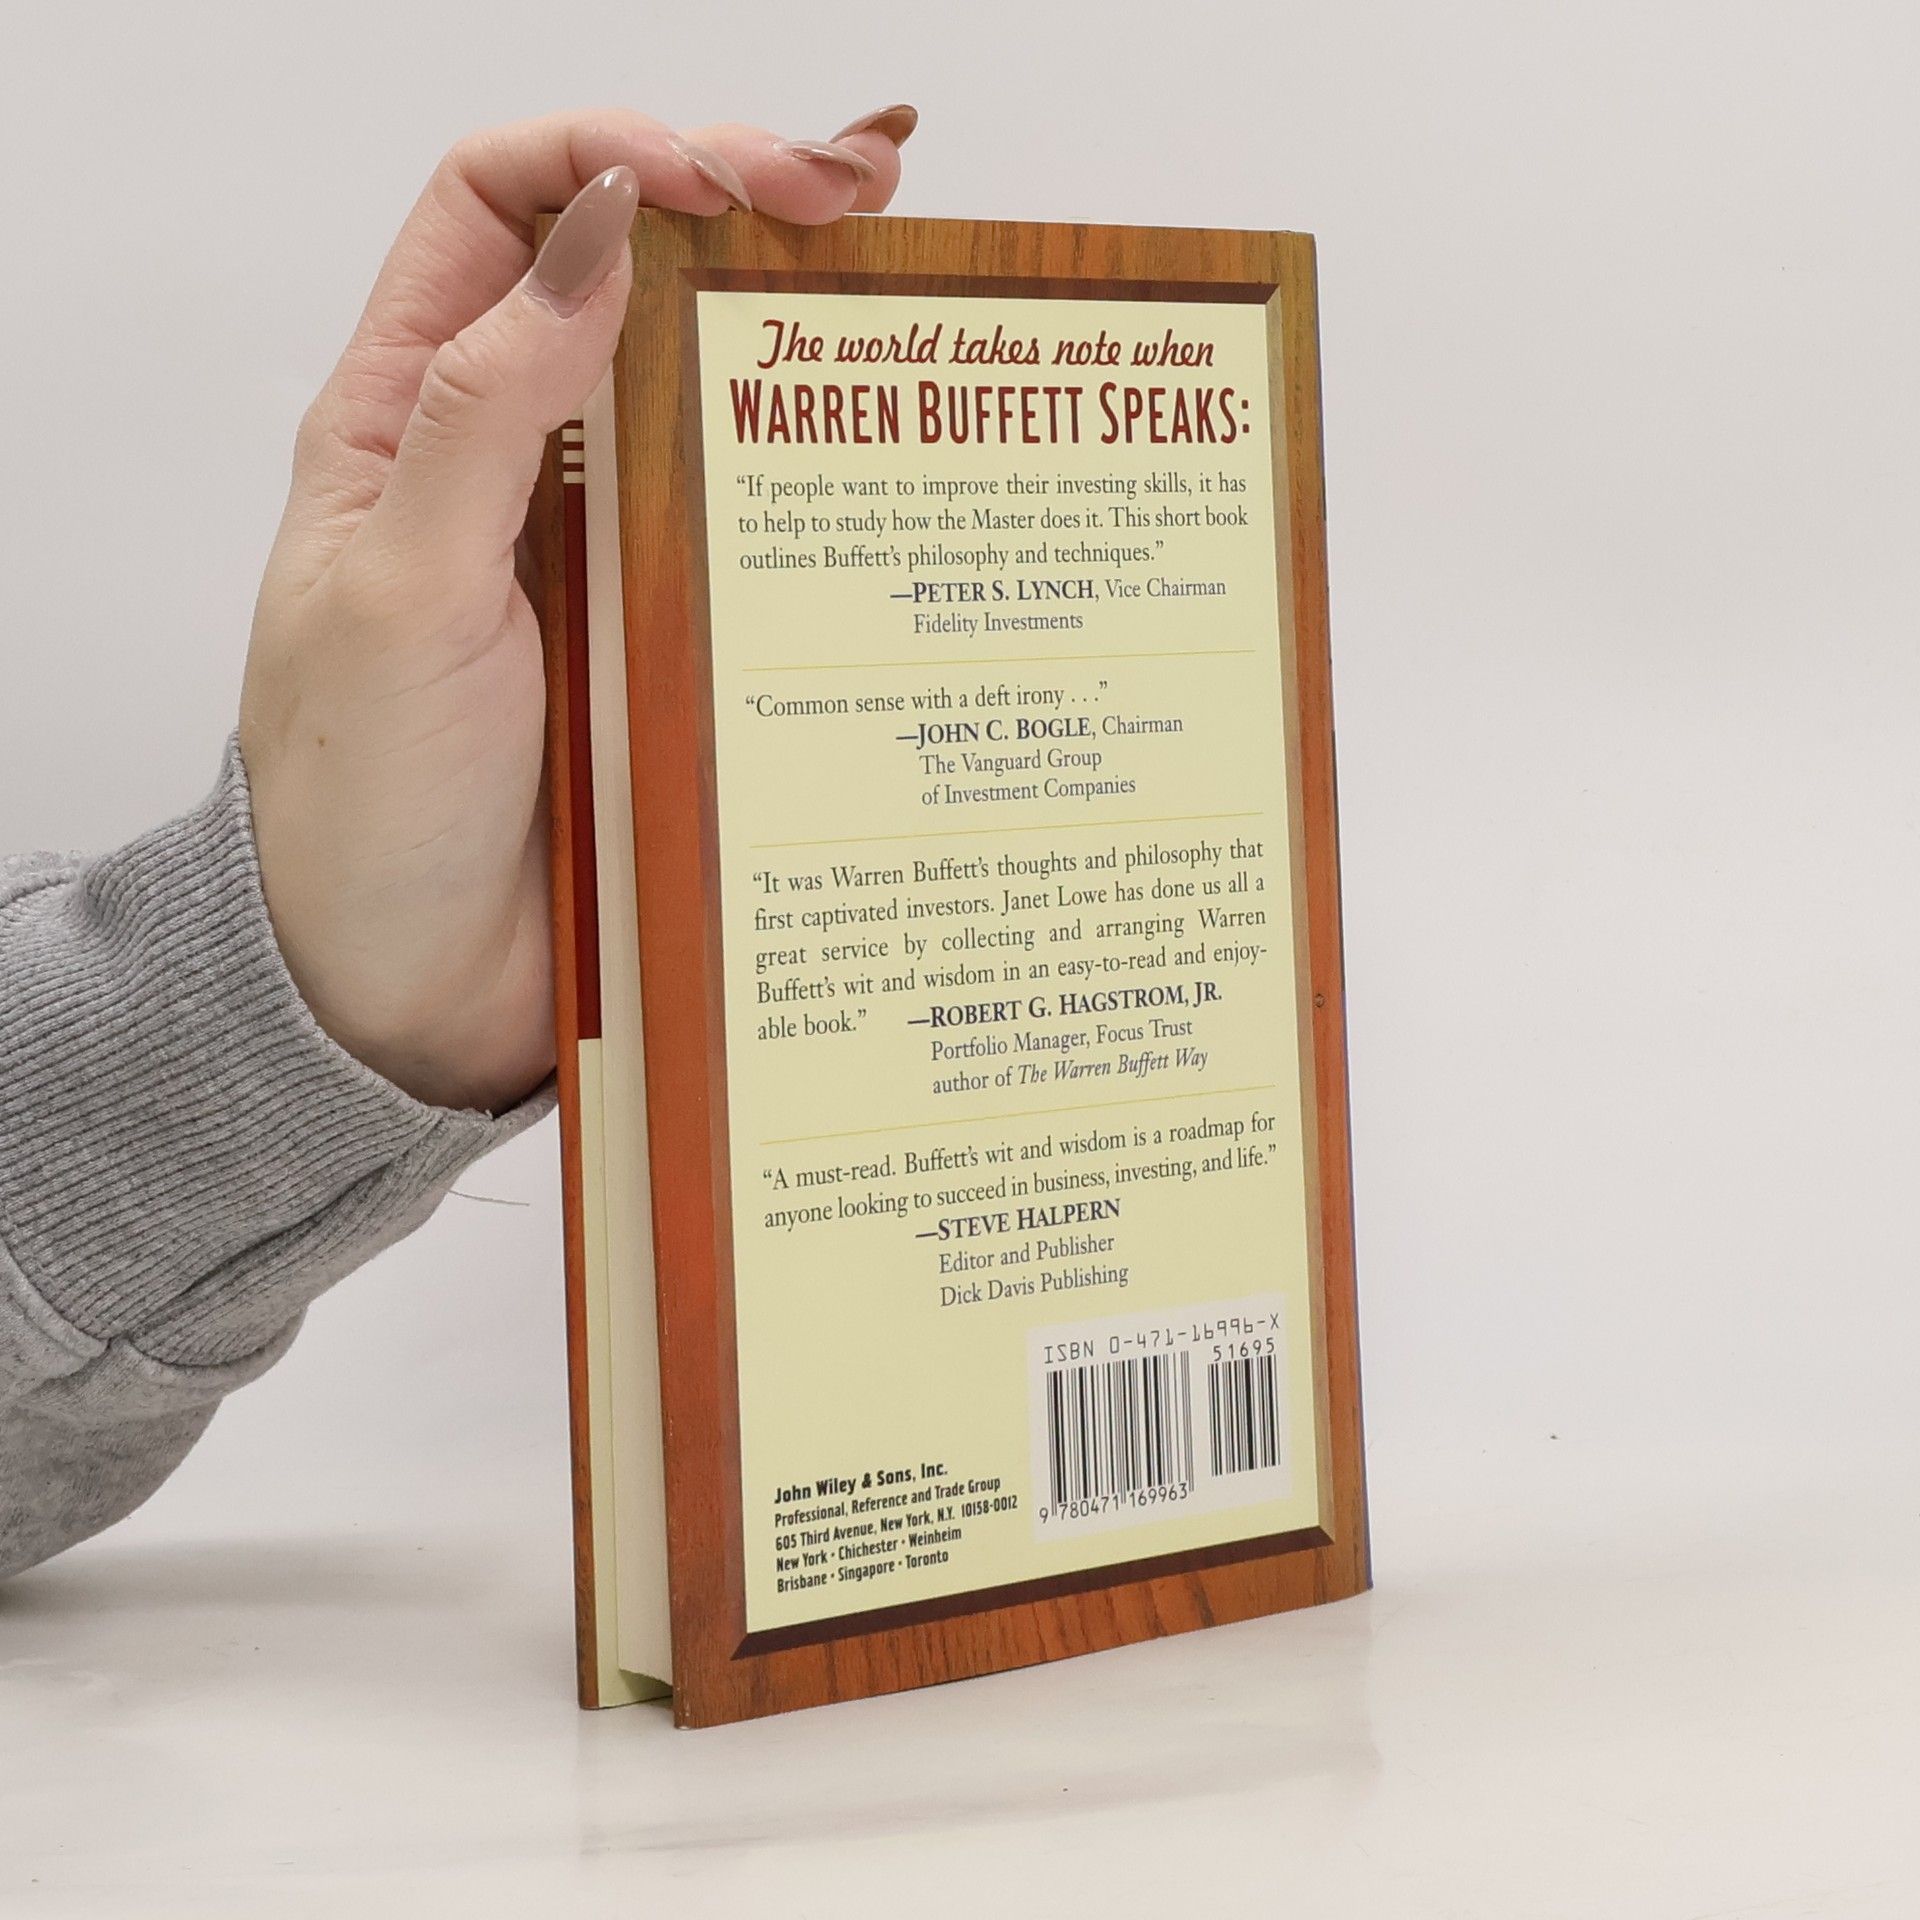 The world takes note when
WARREN BUFFETT SPEAKS:
“If people want to improve their investing skills, it has
to help to study how the Master does it. This short book
outlines Buffett’s philosophy and techniques.”
—PETER S. LYNCH, Vice Chairman
Fidelity Investments
“Common sense with a deft irony . . .”
—JOHN C. BOGLE, Chairman
The Vanguard Group
of Investment Companies
“It was Warren Buffett’s thoughts and philosophy that
first captivated investors. Janet Lowe has done us all a
great service by collecting and arranging Warren
Buffett’s wit and wisdom in an easy-to-read and enjoy-
able book.” —ROBERT G. HAGSTROM, JR.
Portfolio Manager, Focus Trust
author of The Warren Buffett Way
“A must-read. Buffett’s wit and wisdom is a roadmap for
anyone looking to succeed in business, investing, and life.”
—STEVE HALPERN
Editor and Publisher
Dick Davis Publishing
ISBN 0-471-16996-X
51695
9 780471 169963
John Wiley & Sons, Inc.
Professional, Reference and Trade Group
605 Third Avenue, New York, N.Y. 10158-0012
New York • Chichester • Weinheim
Brisbane • Singapore • Toronto